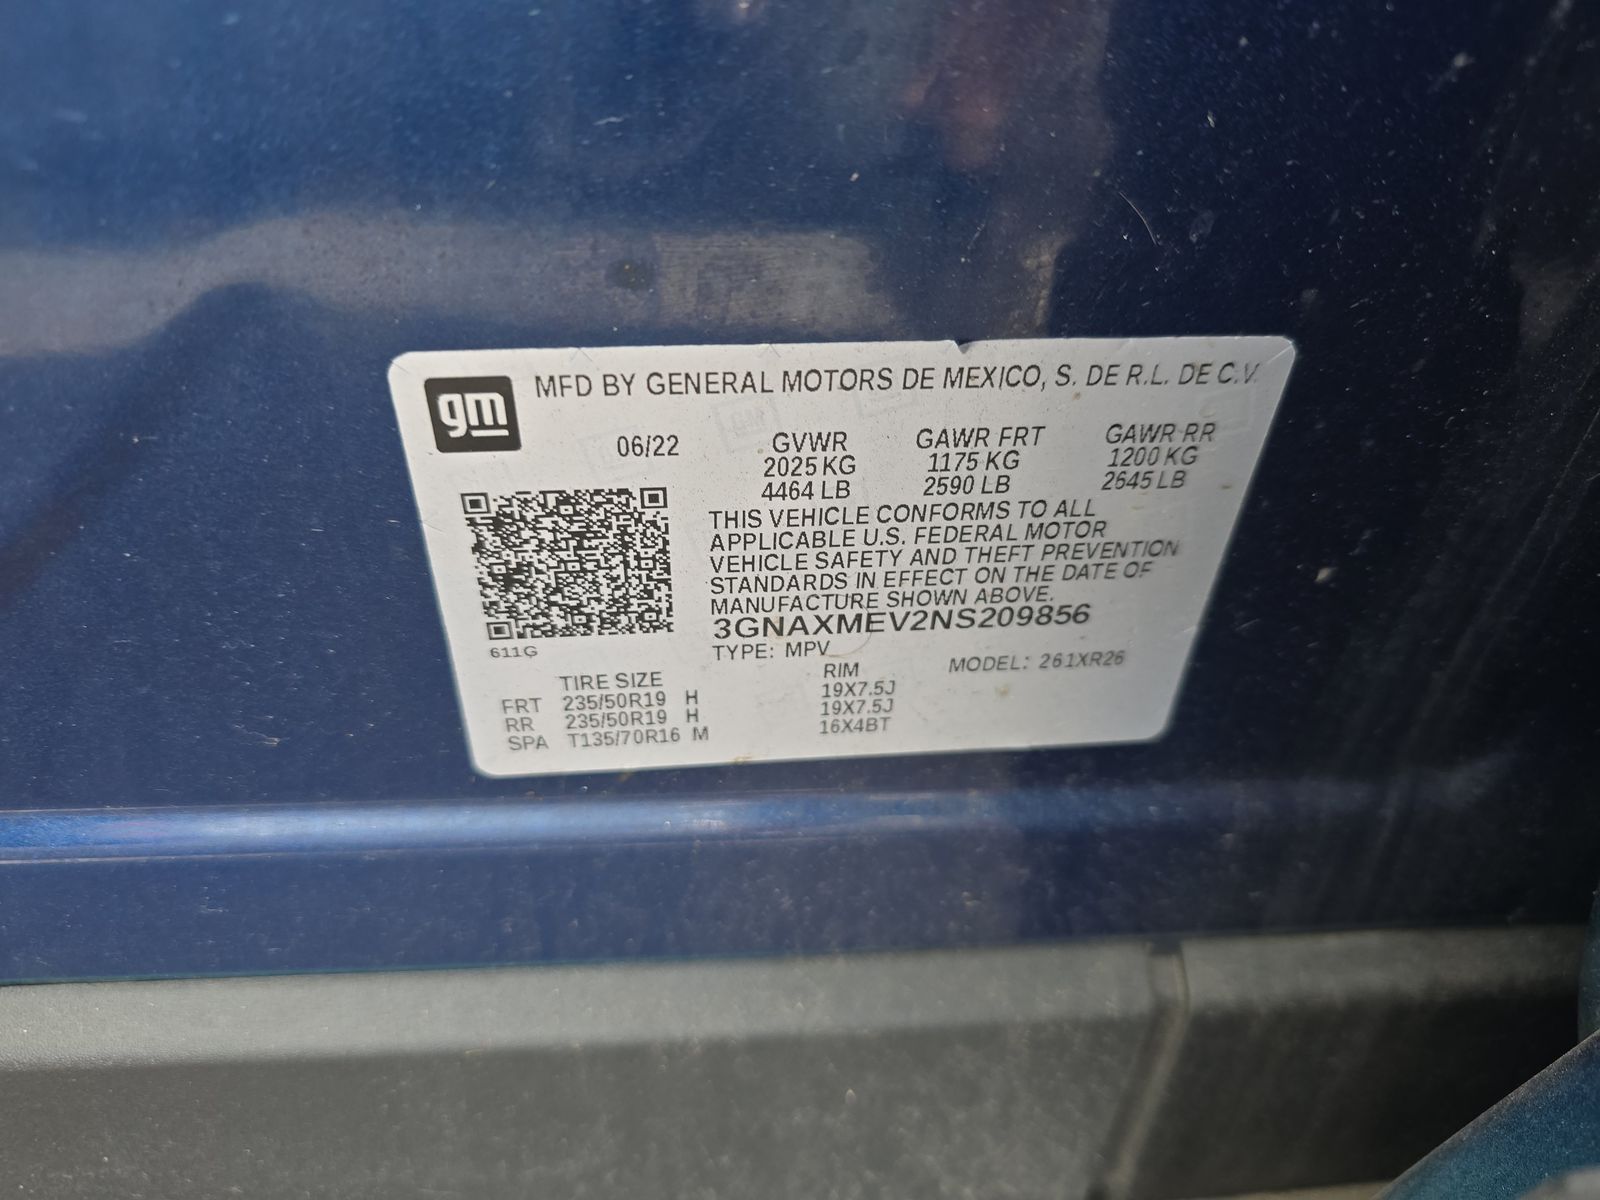 gm
MFD BY GENERAL MOTORS DE MEXICO, S. DE R.L. DE C.V.
06/22 GVWR GAWR FRT GAWR RR
2025 KG 1175 KG 1200 KG
4464 LB 2590 LB 2645 LB
THIS VEHICLE CONFORMS TO ALL
APPLICABLE U.S. FEDERAL MOTOR
VEHICLE SAFETY AND THEFT PREVENTION
STANDARDS IN EFFECT ON THE DATE OF
MANUFACTURE SHOWN ABOVE.
3GNAXMEV2NS209856
611G
TYPE: MPV MODEL: 261XR26
TIRE SIZE RIM
FRT 235/50R19 H 19X7.5J
RR 235/50R19 H 19X7.5J
SPA T135/70R16 M 16X4BT